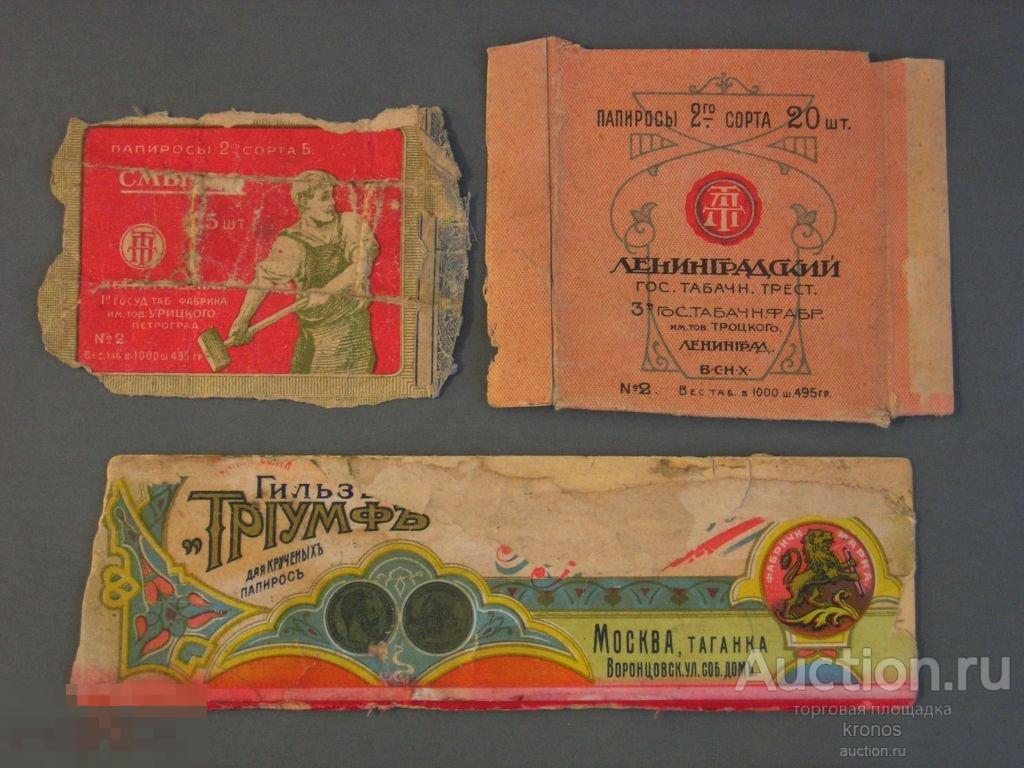 ПАПИРОСЫ 2го СОРТА Б.
5 ШТ
1я ГОСУД. ТАБ. ФАБРИКА
ИМ. ТОВ. УРИЦКОГО
ПЕТРОГРАД
№2
ВЕС ТАБ. В 1000 Ш. 495 ГР.
ПАПИРОСЫ 2го СОРТА 20 ШТ.
ЛЕНИНГРАДСКИЙ
ГОС. ТАБАЧН. ТРЕСТ.
3я ГОС. ТАБАЧН. ФАБР.
ИМ. ТОВ. ТРОЦКОГО.
ЛЕНИНГРАД.
В·С·Н·Х·
№2. ВЕС ТАБ. В 1000 Ш. 495 ГР.
Гильзы
„ТРІУМФЪ
ДЛЯ КРУЧЕНЫХЪ
ПАПИРОСЪ
ФАБРИЧН МАРКА
МОСКВА, ТАГАНКА
ВОРОНЦОВСК. УЛ. СОБ. ДОМЪ
Auction.ru
торговая площадка
kronos
auction.ru